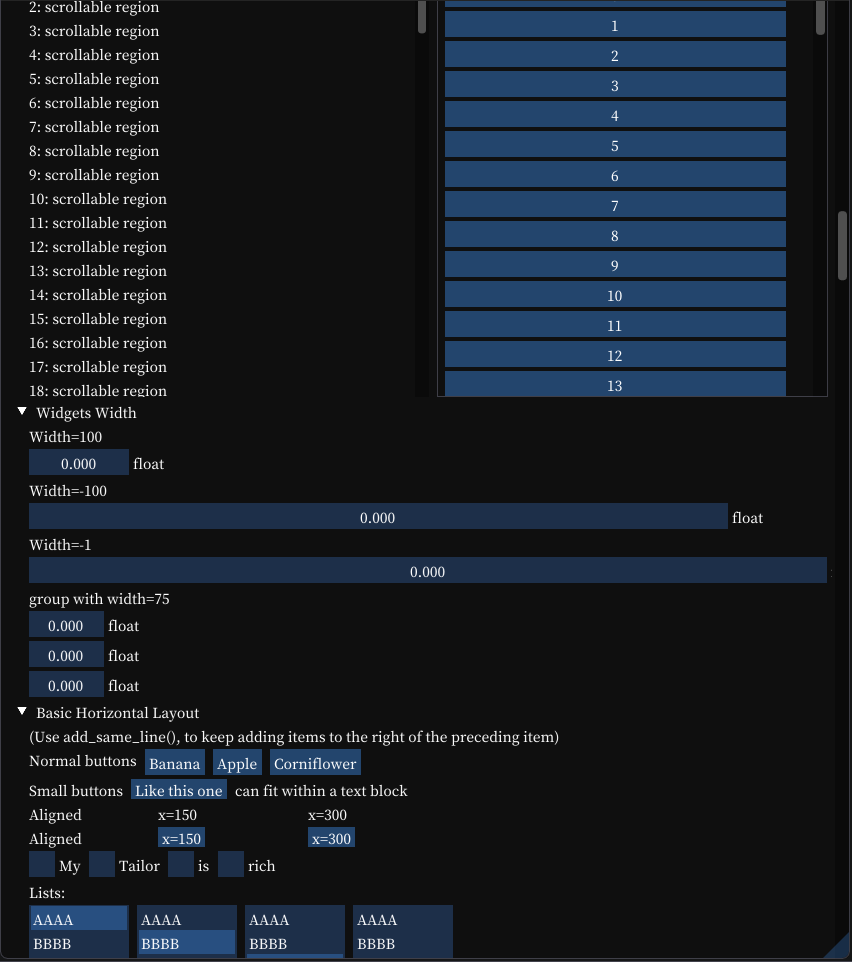 2: scrollable region
3: scrollable region
4: scrollable region
5: scrollable region
6: scrollable region
7: scrollable region
8: scrollable region
9: scrollable region
10: scrollable region
11: scrollable region
12: scrollable region
13: scrollable region
14: scrollable region
15: scrollable region
16: scrollable region
17: scrollable region
18: scrollable region
1
2
3
4
5
6
7
8
9
10
11
12
13
Widgets Width
Width=100
0.000 float
Width=-100
0.000 float
Width=-1
0.000
group with width=75
0.000 float
0.000 float
0.000 float
Basic Horizontal Layout
(Use add_same_line(), to keep adding items to the right of the preceding item)
Normal buttons Banana Apple Corniflower
Small buttons Like this one can fit within a text block
Aligned x=150 x=300
Aligned x=150 x=300
My Tailor is rich
Lists:
AAAA AAAA AAAA AAAA
BBBB BBBB BBBB BBBB